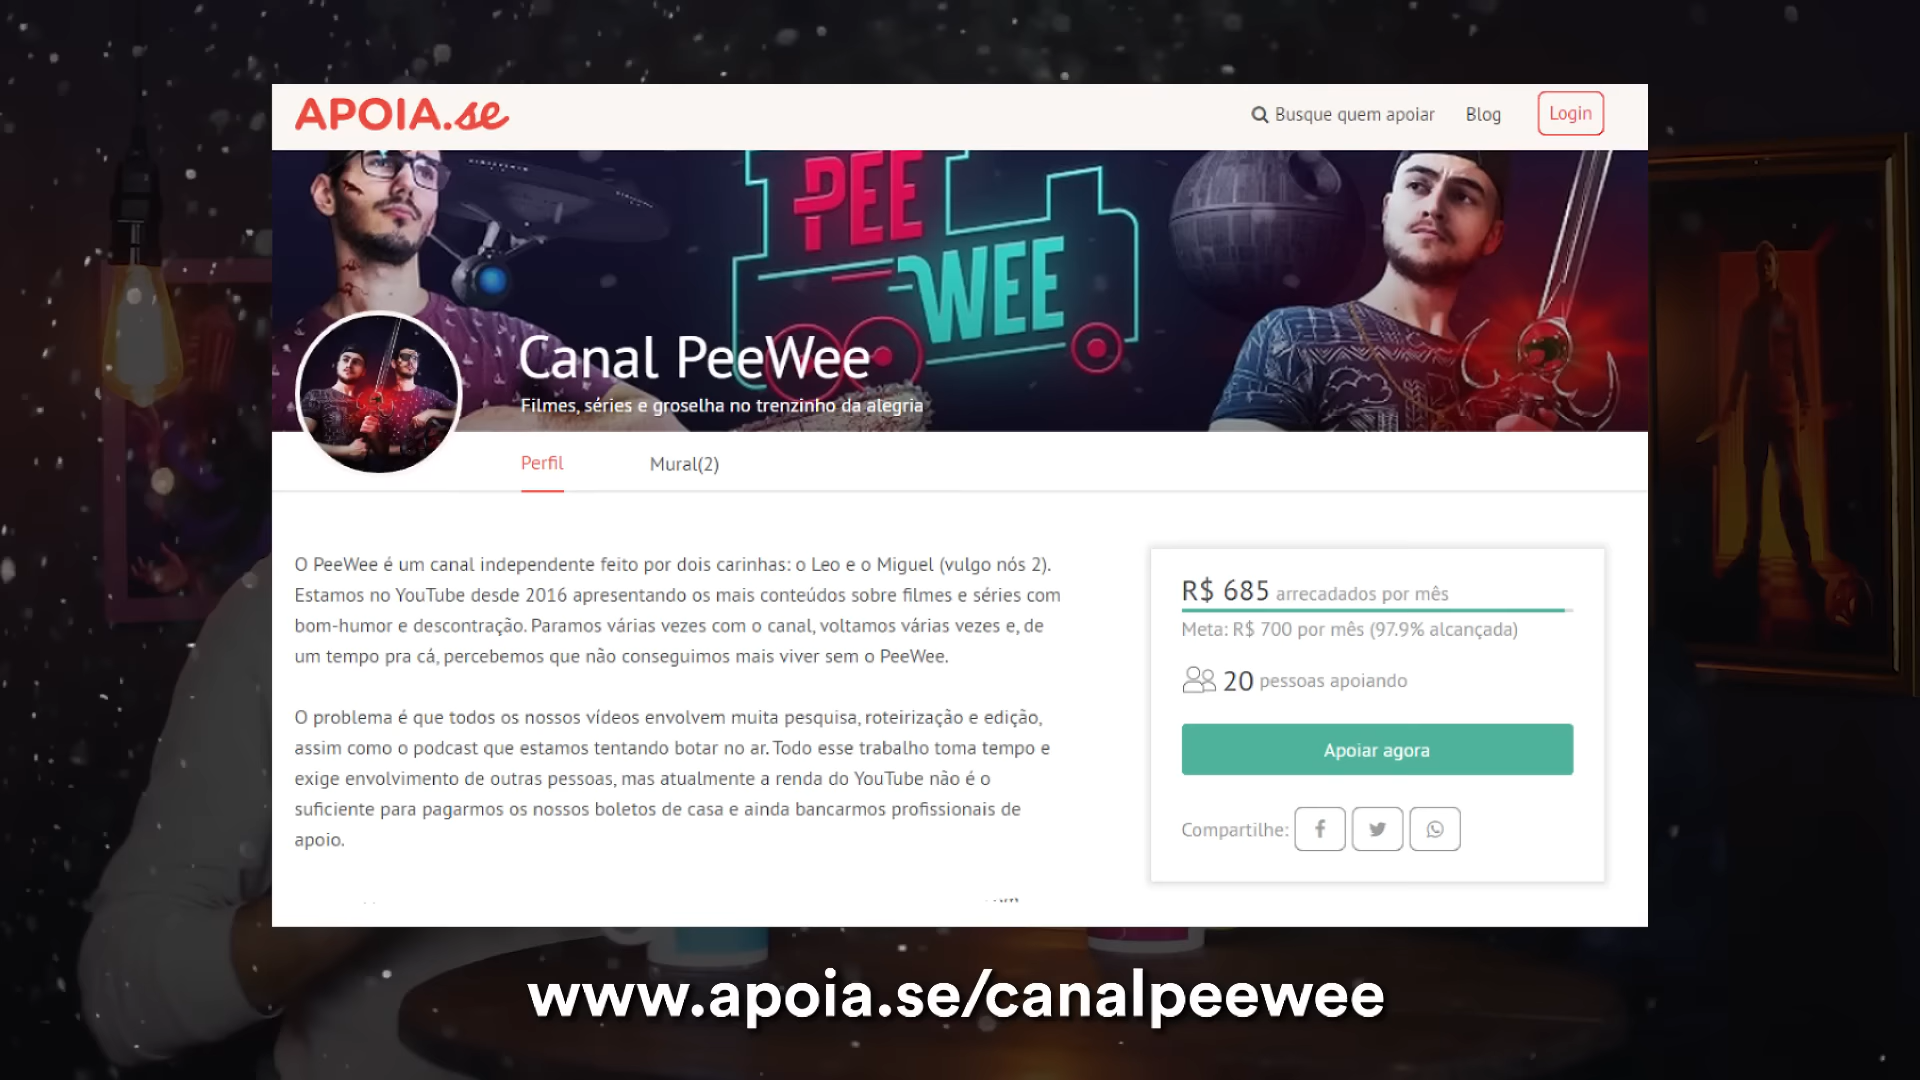 APOIA.se
Busque quem apoiar
Blog
Login
PEE
WEE
Canal PeeWee
Filmes, séries e groselha no trenzinho da alegria
Perfil
Mural(2)
O PeeWee é um canal independente feito por dois carinhas: o Leo e o Miguel (vulgo nós 2).
Estamos no YouTube desde 2016 apresentando os mais conteúdos sobre filmes e séries com
bom-humor e descontração. Paramos várias vezes com o canal, voltamos várias vezes e, de
um tempo pra cá, percebemos que não conseguimos mais viver sem o PeeWee.
O problema é que todos os nossos vídeos envolvem muita pesquisa, roteirização e edição,
assim como o podcast que estamos tentando botar no ar. Todo esse trabalho toma tempo e
exige envolvimento de outras pessoas, mas atualmente a renda do YouTube não é o
suficiente para pagarmos os nossos boletos de casa e ainda bancarmos profissionais de
apoio.
R$ 685 arrecadados por mês
Meta: R$ 700 por mês (97.9% alcançada)
20 pessoas apoiando
Apoiar agora
Compartilhe:
www.apoia.se/canalpeewee